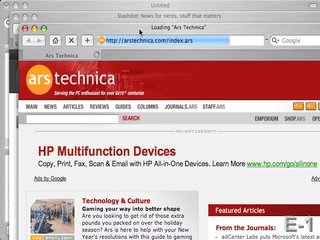 Untitled
Slashdot: News for nerds, stuff that matters
Loading "Ars Technica"
http://arstechnica.com/index.ars
Google
Ars Technica
ars technica
Serving the PC enthusiast for over 6x10⁻² centuries
MAIN NEWS ARTICLES REVIEWS GUIDES COLUMNS JOURNALS.ARS STAFF.ARS
SEARCH EMPORIUM SHOP.ARS
ADVERTISEMENT
HP Multifunction Devices
Copy, Print, Fax, Scan & Email with HP All-in-One Devices. Learn More www.hp.com/go/allinone
Ads by Google
Technology & Culture
Gaming your way into better shape
Are you looking to get rid of those extra
pounds you packed on over the holiday
season? Ars is here to help with your New
Year's resolutions with this guide to gaming
Featured Articles
From the Journals:
adCenter Labs puts Microsoft's
E-1